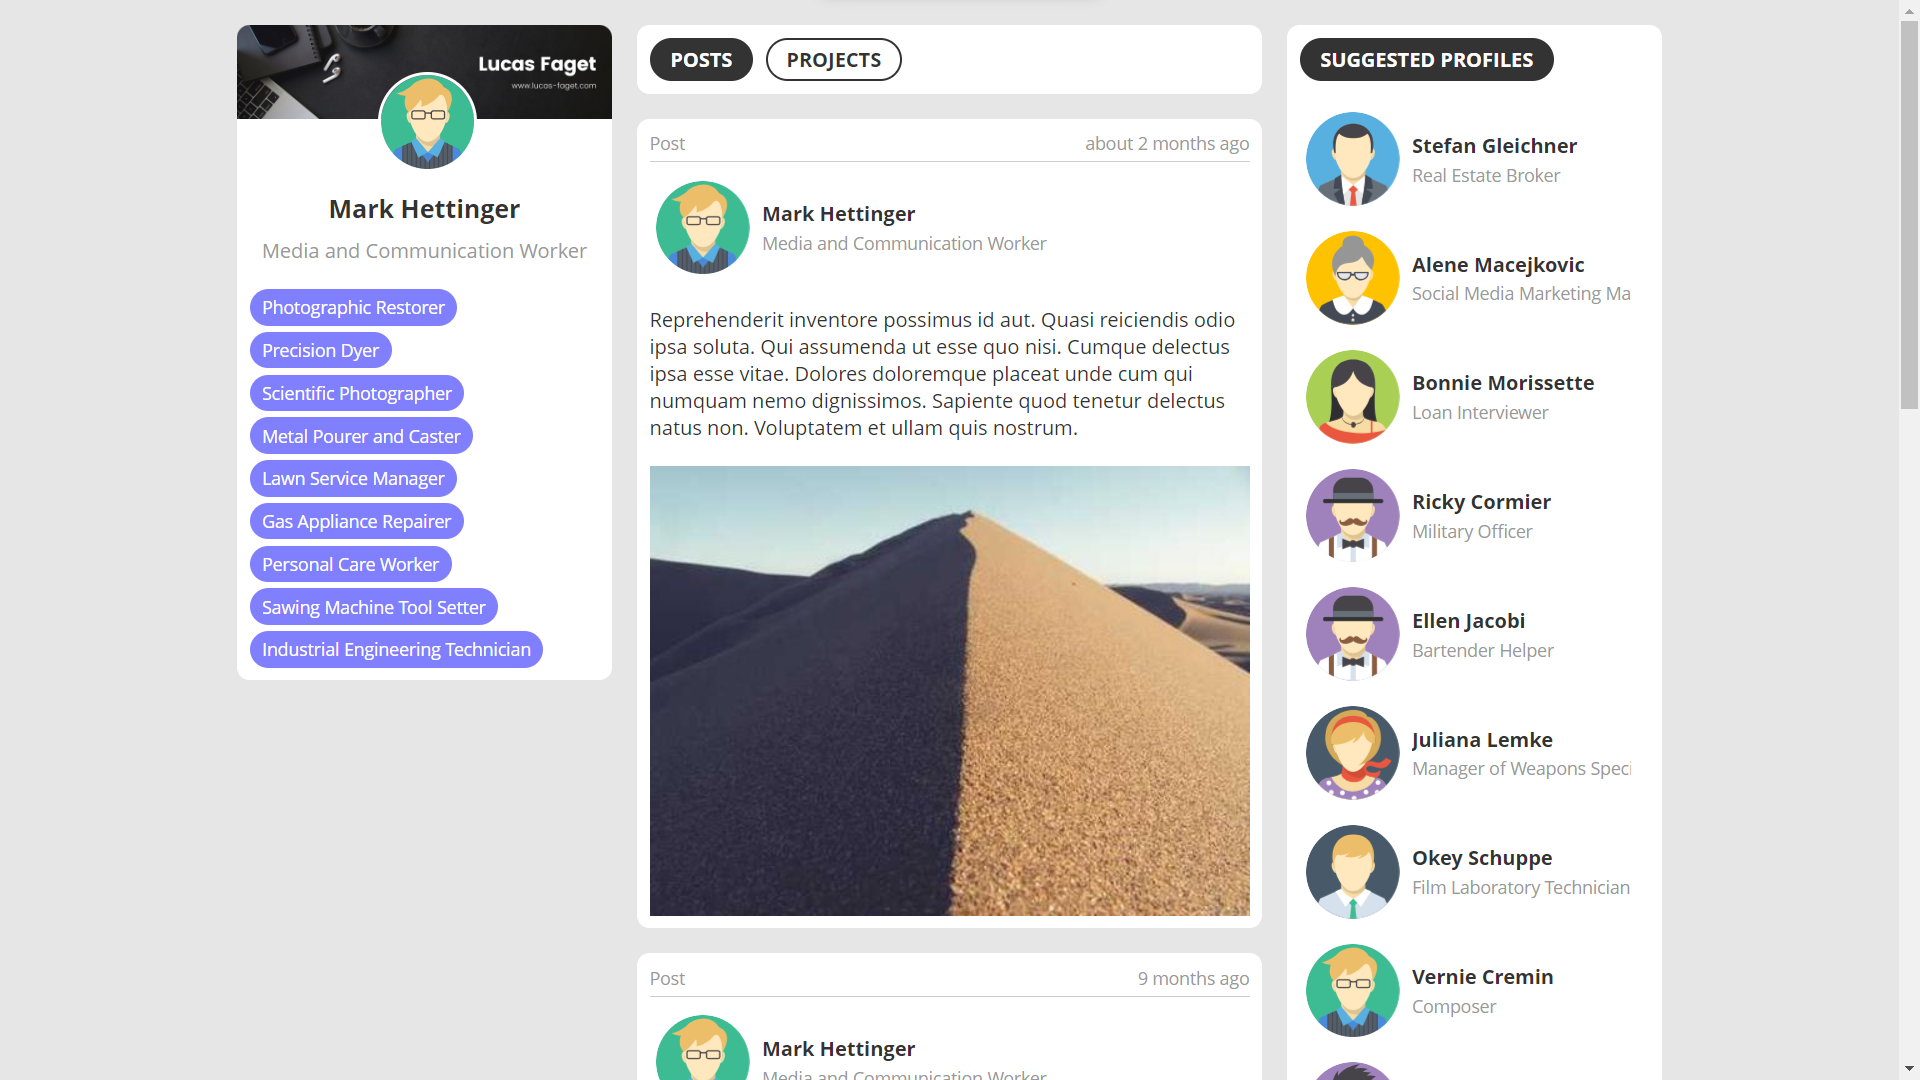 Lucas Faget
www.lucas-faget.com
Mark Hettinger
Media and Communication Worker
Photographic Restorer
Precision Dyer
Scientific Photographer
Metal Pourer and Caster
Lawn Service Manager
Gas Appliance Repairer
Personal Care Worker
Sawing Machine Tool Setter
Industrial Engineering Technician
POSTS PROJECTS
Post about 2 months ago
Mark Hettinger
Media and Communication Worker
Reprehenderit inventore possimus id aut. Quasi reiciendis odio
ipsa soluta. Qui assumenda ut esse quo nisi. Cumque delectus
ipsa esse vitae. Dolores doloremque placeat unde cum qui
numquam nemo dignissimos. Sapiente quod tenetur delectus
natus non. Voluptatem et ullam quis nostrum.
Post 9 months ago
Mark Hettinger
Media and Communication Worker
SUGGESTED PROFILES
Stefan Gleichner
Real Estate Broker
Alene Macejkovic
Social Media Marketing Ma
Bonnie Morissette
Loan Interviewer
Ricky Cormier
Military Officer
Ellen Jacobi
Bartender Helper
Juliana Lemke
Manager of Weapons Speci
Okey Schuppe
Film Laboratory Technician
Vernie Cremin
Composer